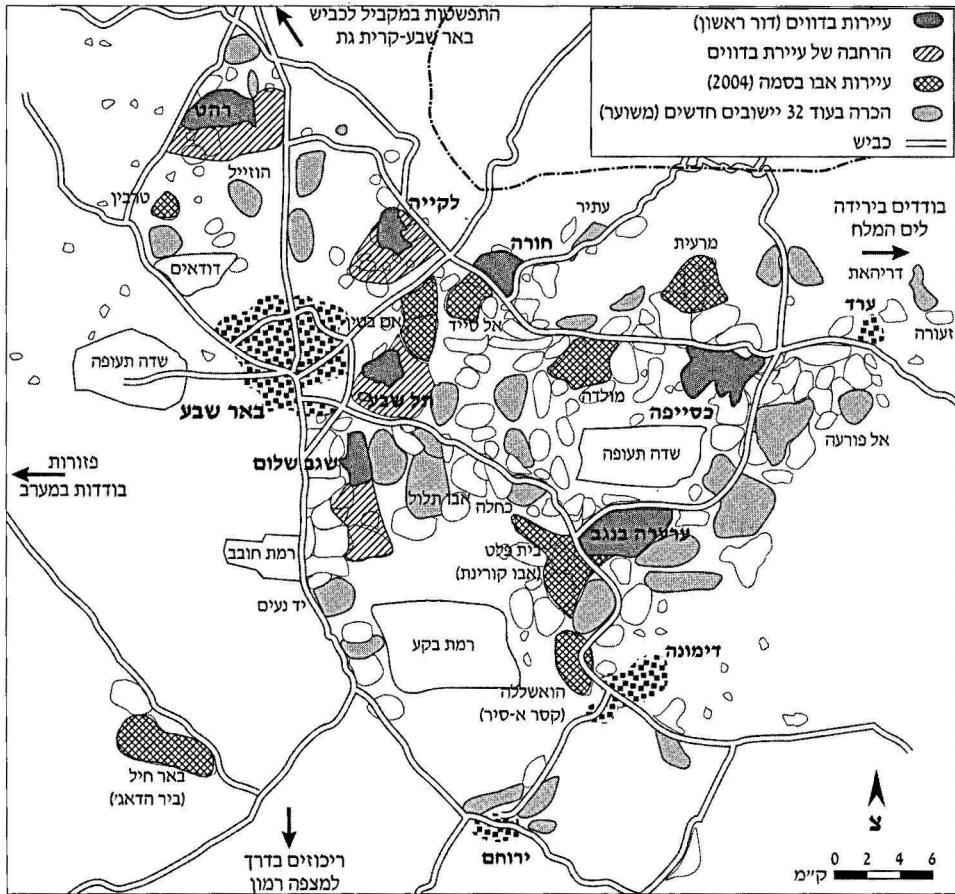 עיירות בדווים (דור ראשון)
הרחבה של עיירת בדווים
עיירות אבו בסמה (2004)
הכרה בעוד 32 יישובים חדשים (משוער)
כביש
התפשטות במקביל לכביש
באר שבע-קרית גת
רהט
הוזייל
טרבין
דודאים
לקייה
חורה
עתיר
מרעית
בודדים בירידה
לים המלח
דריהאת
ערד
זעורה
אום בטין
אל סייד
שדה תעופה
באר שבע
תל שבע
מולדה
כסייפה
אל פורעה
שדה תעופה
שגב שלום
פזורות
בודדות במערב
אבו תלול
כחלה
ערערה בנגב
בית פלט
(אבו קורינת)
רמת חובב
יד נעים
רמת בקע
דימונה
הואשללה
(קסר א-סיר)
באר חיל
(ביר הדאג')
ריכוזים בדרך
למצפה רמון
ירוחם
צ
0 2 4 6
ק"מ